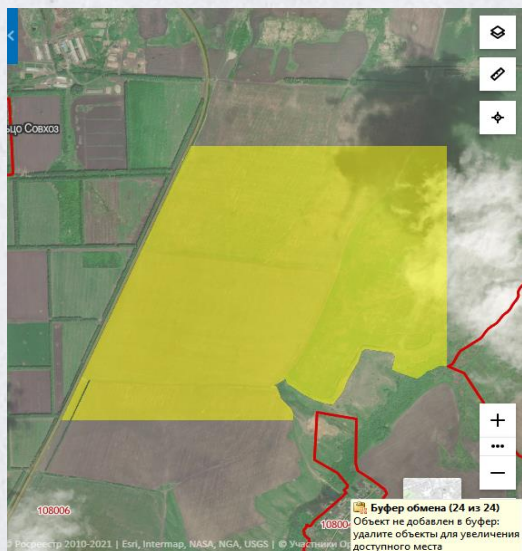 ьцо Совхоз
108006
10800
Буфер обмена (24 из 24)
Объект не добавлен в буфер:
удалите объекты для увеличения
доступного места
© Росреестр 2010-2021 | Esri, Intermap, NASA, NGA, USGS | © Участники Ор